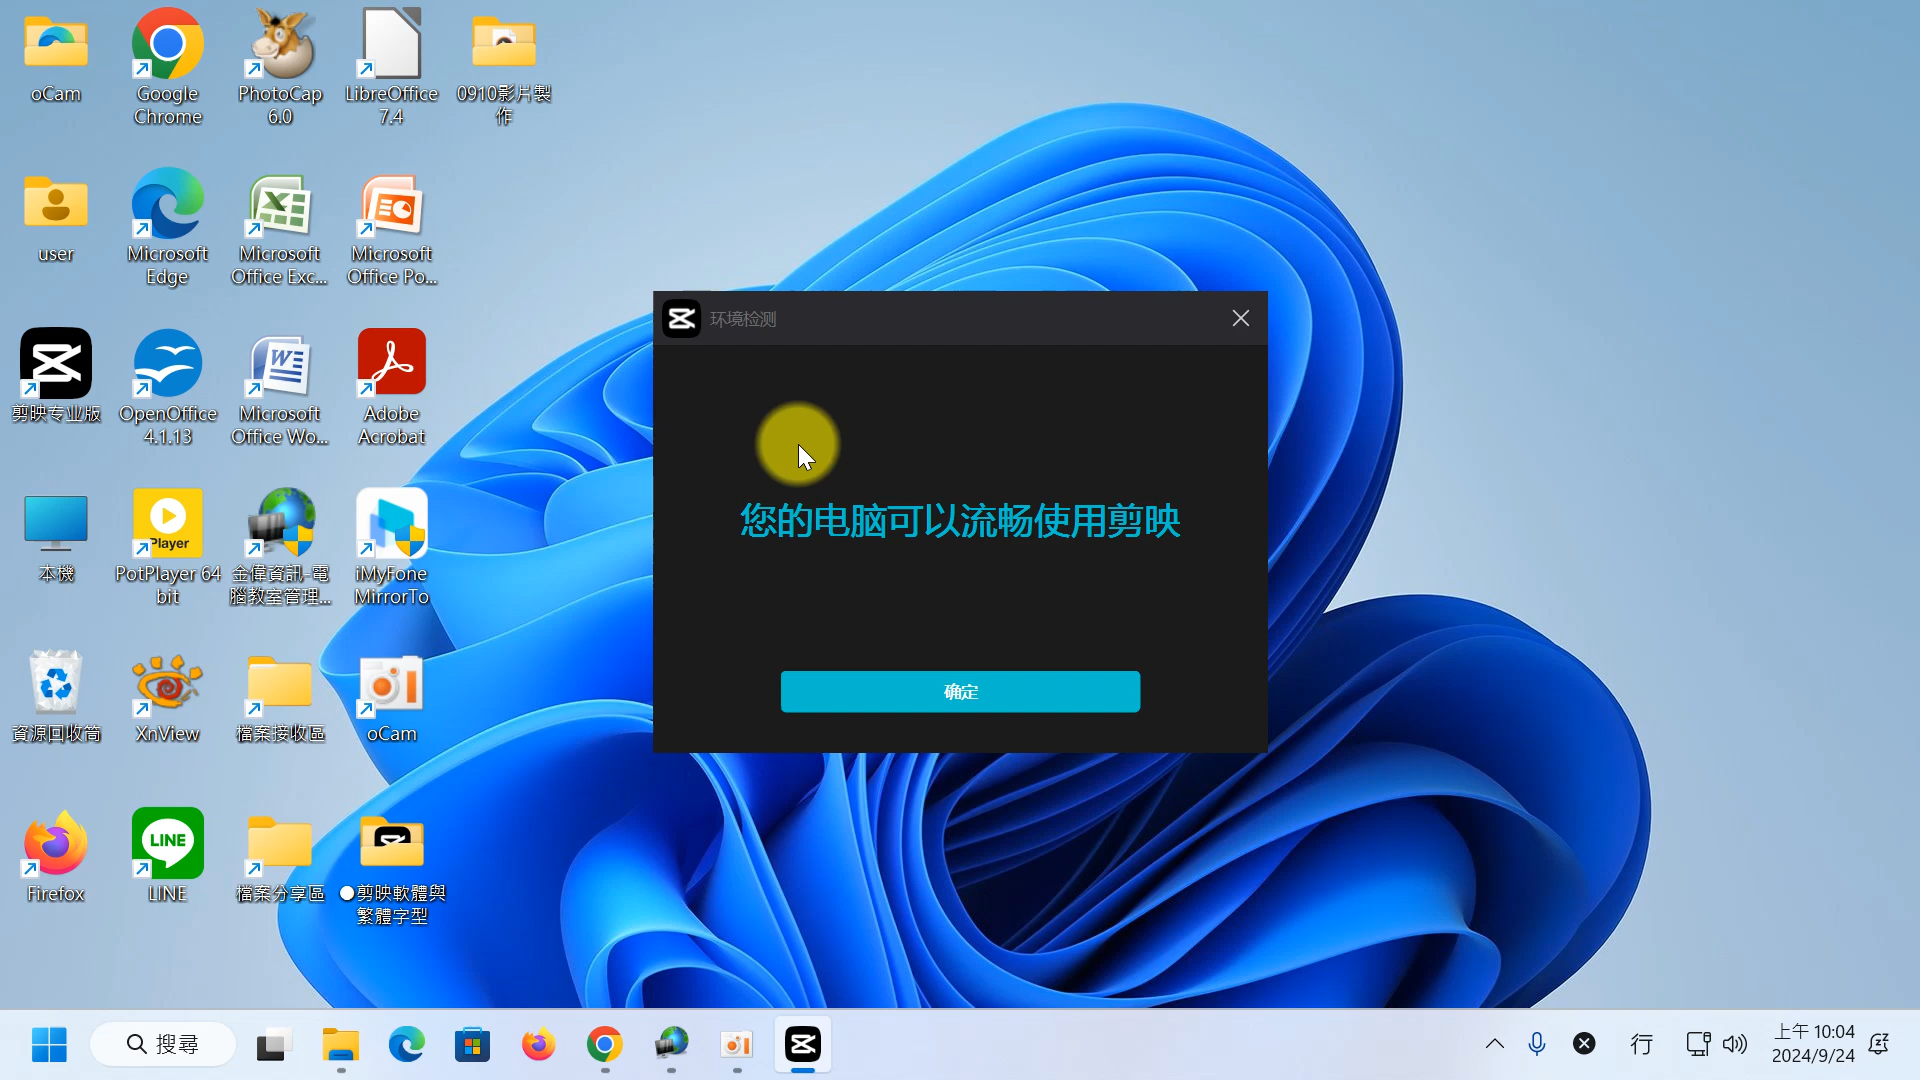 oCam
Google
Chrome
PhotoCap
6.0
LibreOffice
7.4
0910影片製
作
user
Microsoft
Edge
Microsoft
Office Exc...
Microsoft
Office Po...
剪映专业版
OpenOffice
4.1.13
Microsoft
Office Wo...
Adobe
Acrobat
本機
Player
PotPlayer 64
bit
金偉資訊-電
腦教室管理...
iMyFone
MirrorTo
資源回收筒
XnView
檔案接收區
oCam
Firefox
LINE
LINE
檔案分享區
●剪映軟體與
繁體字型
环境检测
您的电脑可以流畅使用剪映
确定
搜尋
行
上午 10:04
2024/9/24